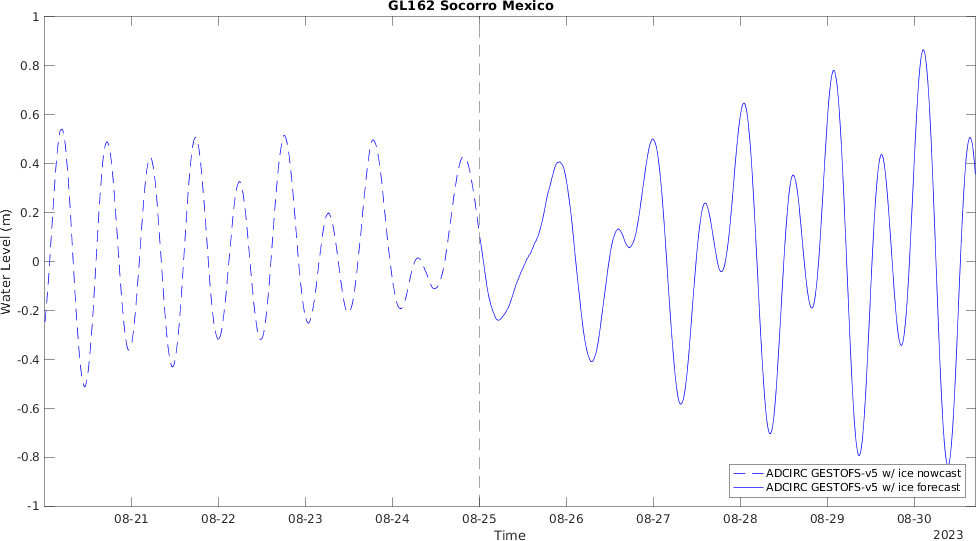 GL162 Socorro Mexico
1
0.8
0.6
0.4
0.2
0
-0.2
-0.4
-0.6
-0.8
-1
Water Level (m)
08-21 08-22 08-23 08-24 08-25 08-26 08-27 08-28 08-29 08-30
Time
2023
ADCIRC GESTOFS-v5 w/ ice nowcast
ADCIRC GESTOFS-v5 w/ ice forecast